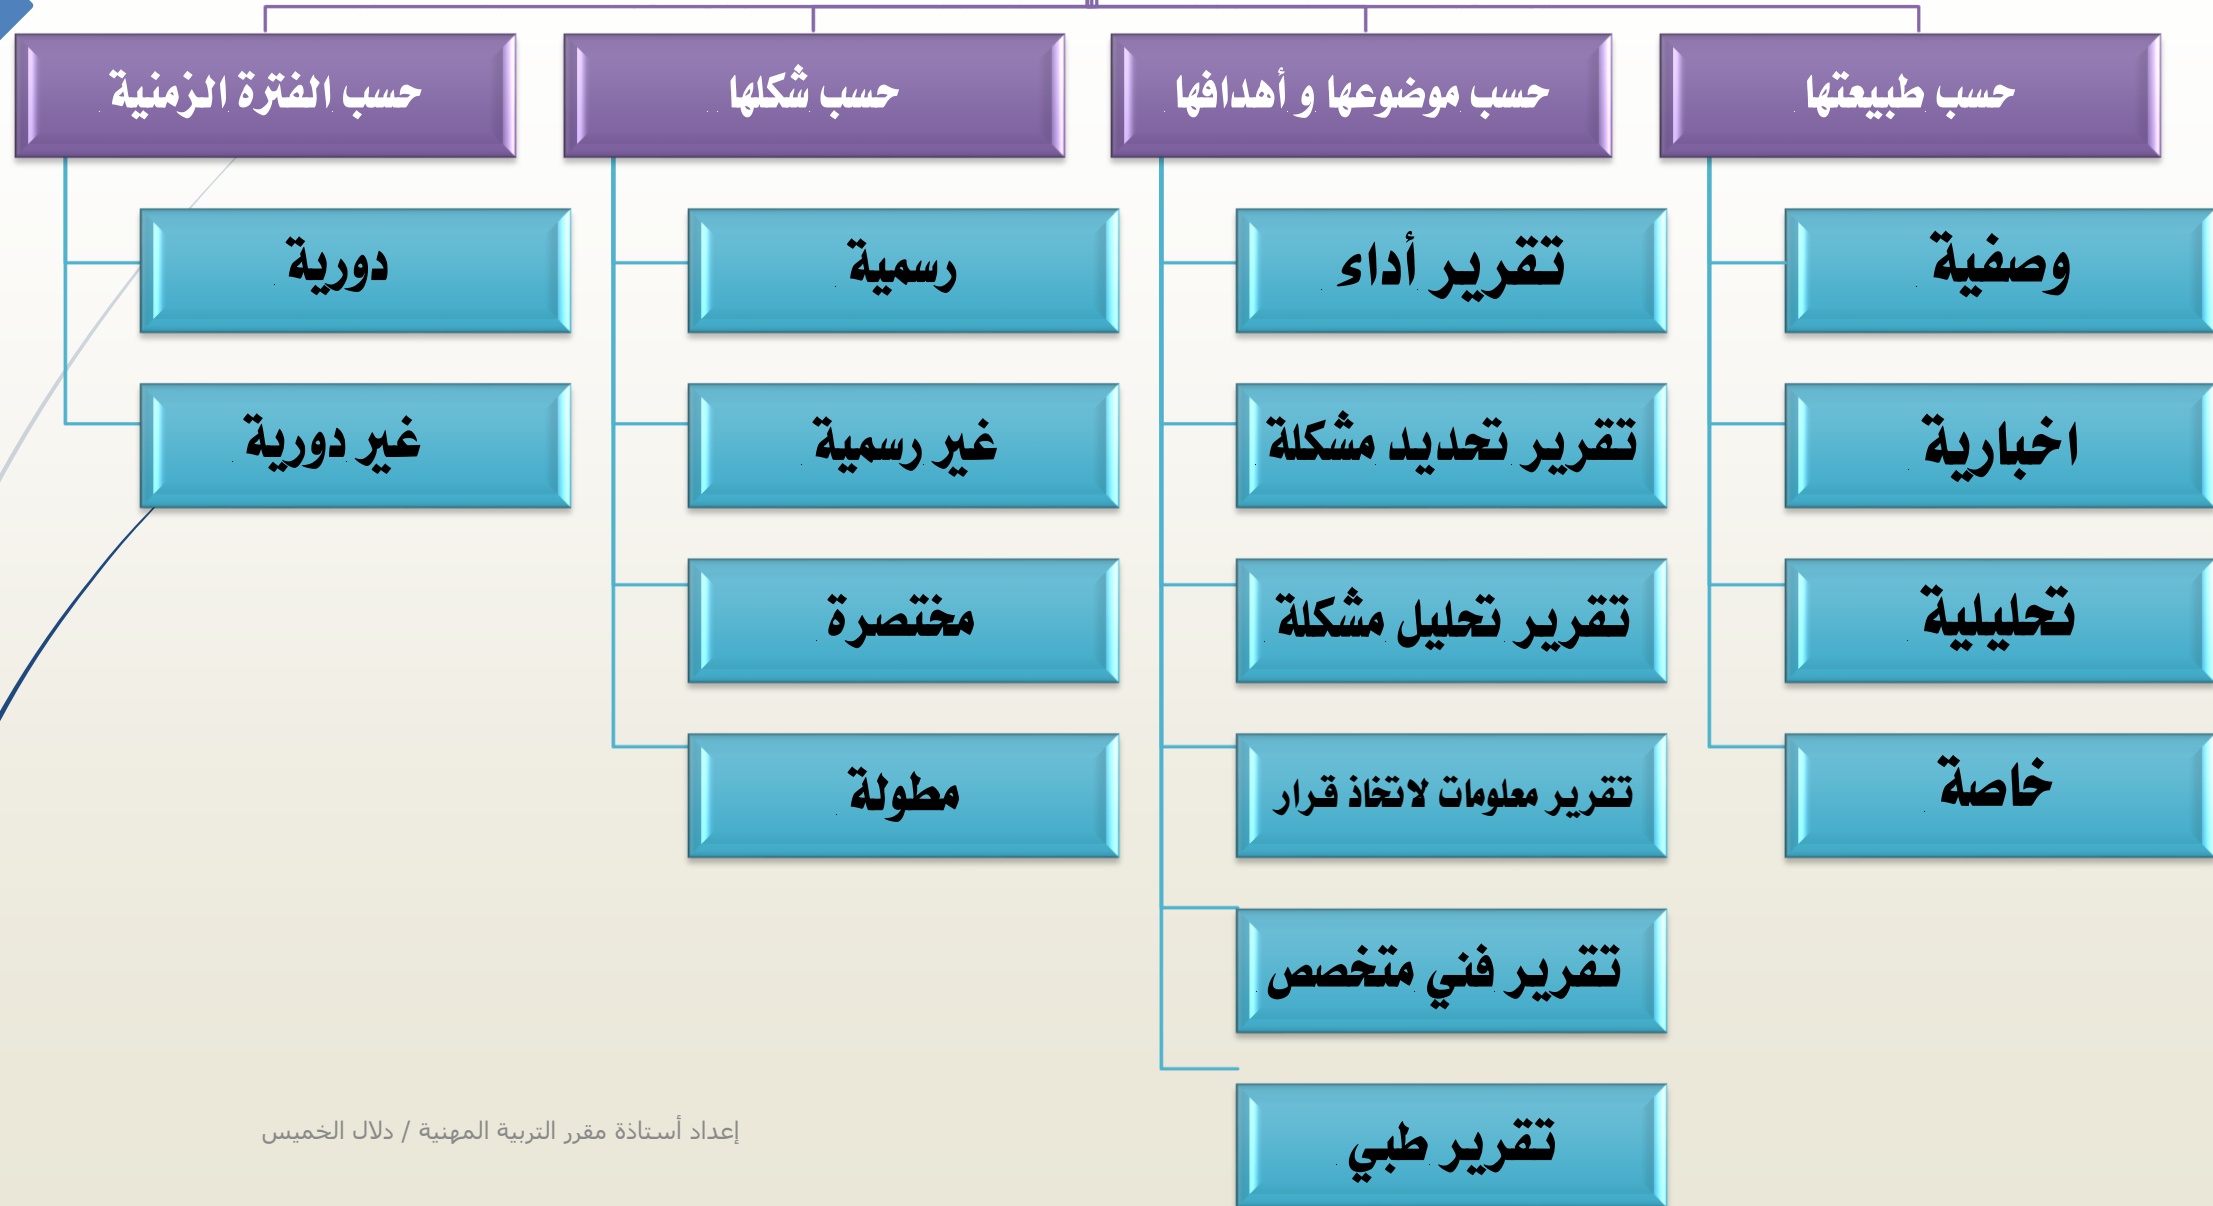 حسب طبيعتها
وصفية
اخبارية
تحليلية
خاصة
حسب موضوعها و أهدافها
تقرير أداء
تقرير تحديد مشكلة
تقرير تحليل مشكلة
تقرير معلومات لاتخاذ قرار
تقرير فني متخصص
تقرير طبي
حسب شكلها
رسمية
غير رسمية
مختصرة
مطولة
حسب الفترة الزمنية
دورية
غير دورية
إعداد أستاذة مقرر التربية المهنية / دلال الخميس